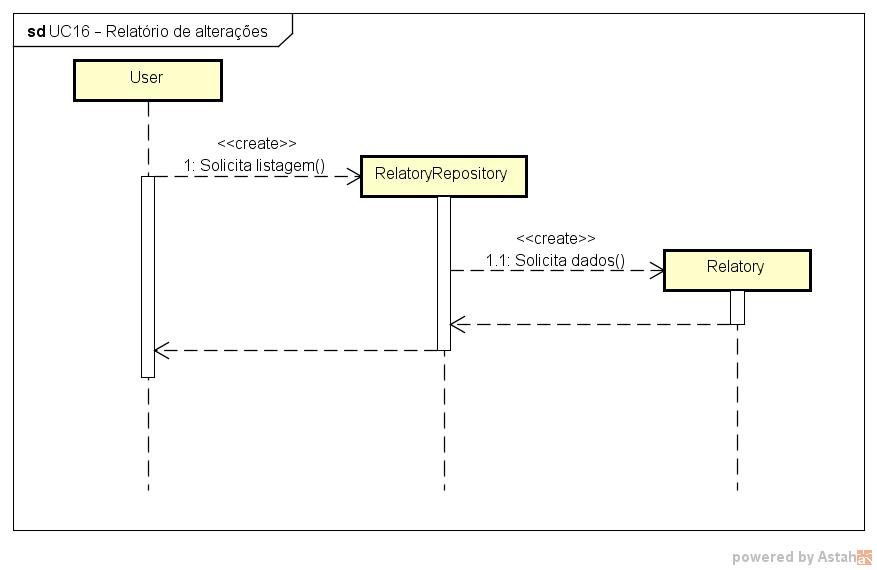 sd UC16 – Relatório de alterações
User
<<create>>
1: Solicita listagem()
RelatoryRepository
<<create>>
1.1: Solicita dados()
Relatory
powered by Astah